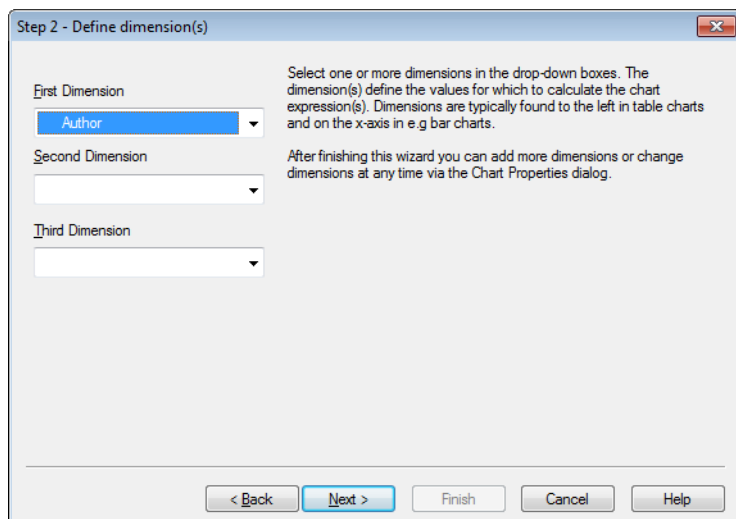 Step 2 - Define dimension(s)
First Dimension
Author
Second Dimension
Third Dimension
Select one or more dimensions in the drop-down boxes. The
dimension(s) define the values for which to calculate the chart
expression(s). Dimensions are typically found to the left in table charts
and on the x-axis in e.g bar charts.
After finishing this wizard you can add more dimensions or change
dimensions at any time via the Chart Properties dialog.
< Back
Next >
Finish
Cancel
Help